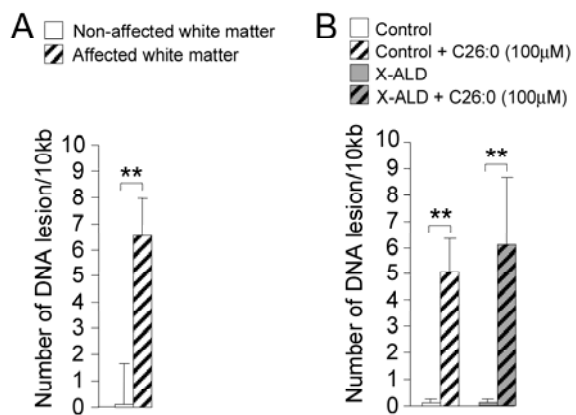 A
Non-affected white matter
Affected white matter
Number of DNA lesion/10kb
10
9
8
7
6
5
4
3
2
1
0
**
B
Control
Control + C26:0 (100µM)
X-ALD
X-ALD + C26:0 (100µM)
Number of DNA lesion/10kb
10
9
8
7
6
5
4
3
2
1
0
**
**